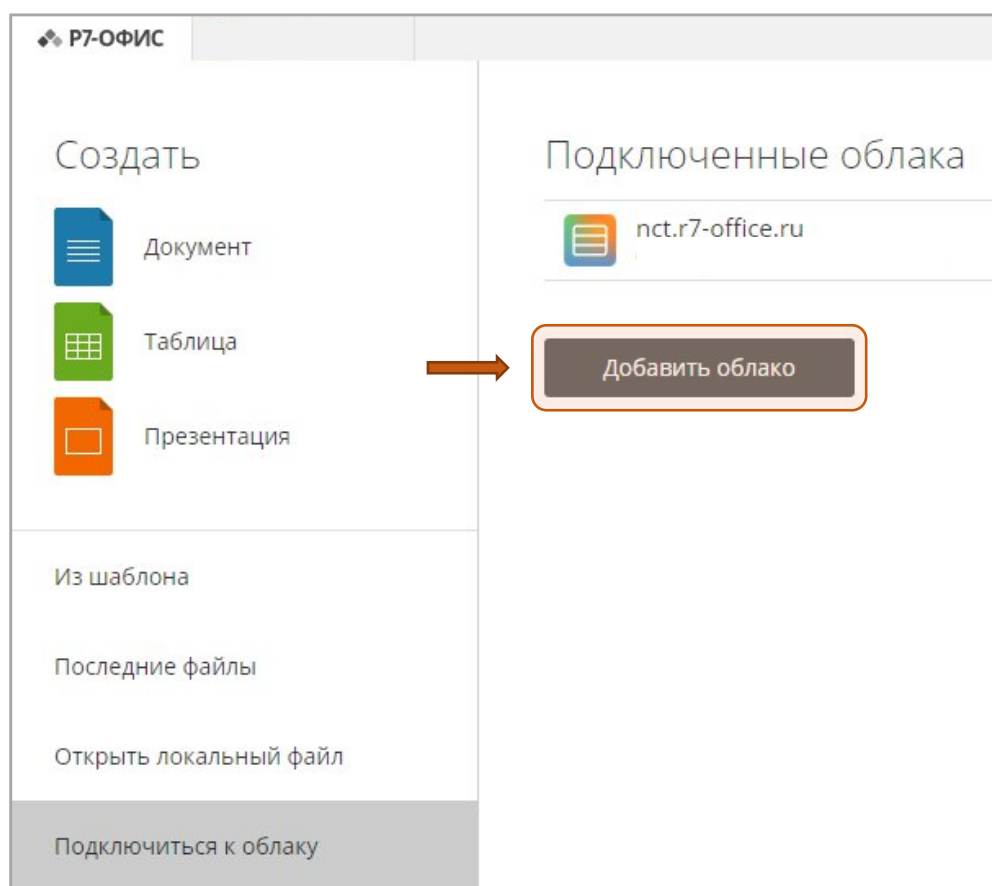 Р7-ОФИС
Создать
Документ
Таблица
Презентация
Из шаблона
Последние файлы
Открыть локальный файл
Подключиться к облаку
Подключенные облака
nct.r7-office.ru
Добавить облако